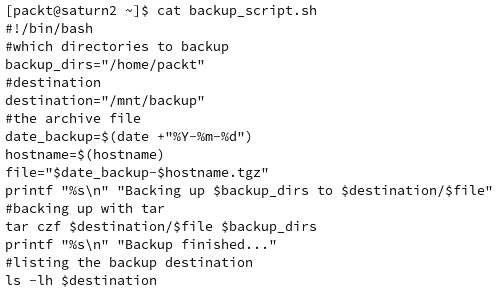 [packt@saturn2 ~]$ cat backup_script.sh
#!/bin/bash
#which directories to backup
backup_dirs="/home/packt"
#destination
destination="/mnt/backup"
#the archive file
date_backup=$(date +"%Y-%m-%d")
hostname=$(hostname)
file="$date_backup-$hostname.tgz"
printf "%s\n" "Backing up $backup_dirs to $destination/$file"
#backing up with tar
tar czf $destination/$file $backup_dirs
printf "%s\n" "Backup finished..."
#listing the backup destination
ls -lh $destination